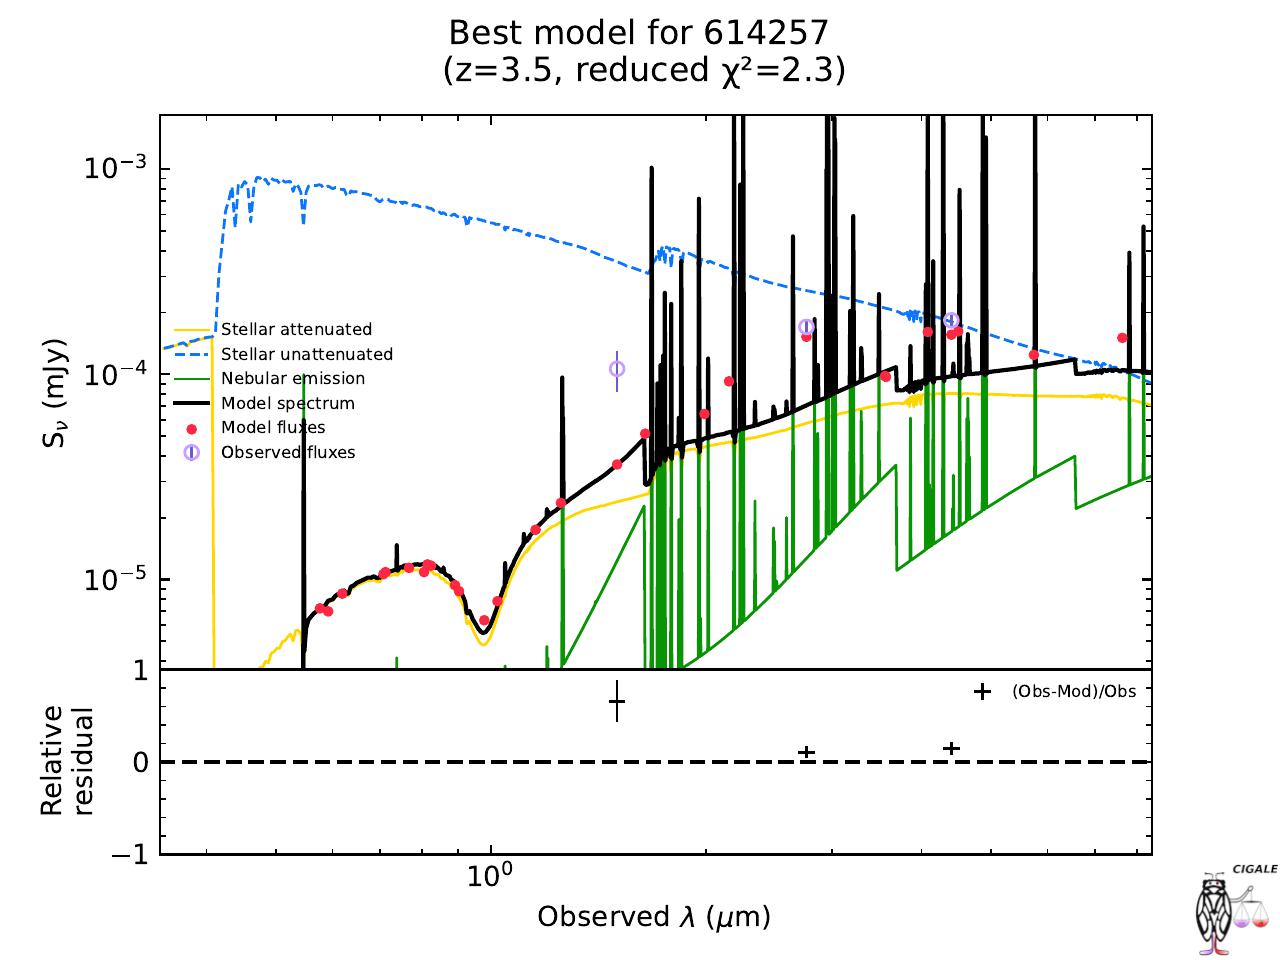 Best model for 614257
(z=3.5, reduced χ²=2.3)
10⁻³
10⁻⁴
10⁻⁵
Sν (mJy)
Stellar attenuated
Stellar unattenuated
Nebular emission
Model spectrum
Model fluxes
Observed fluxes
1
0
−1
Relative
residual
(Obs-Mod)/Obs
10⁰
Observed λ (μm)
CIGALE